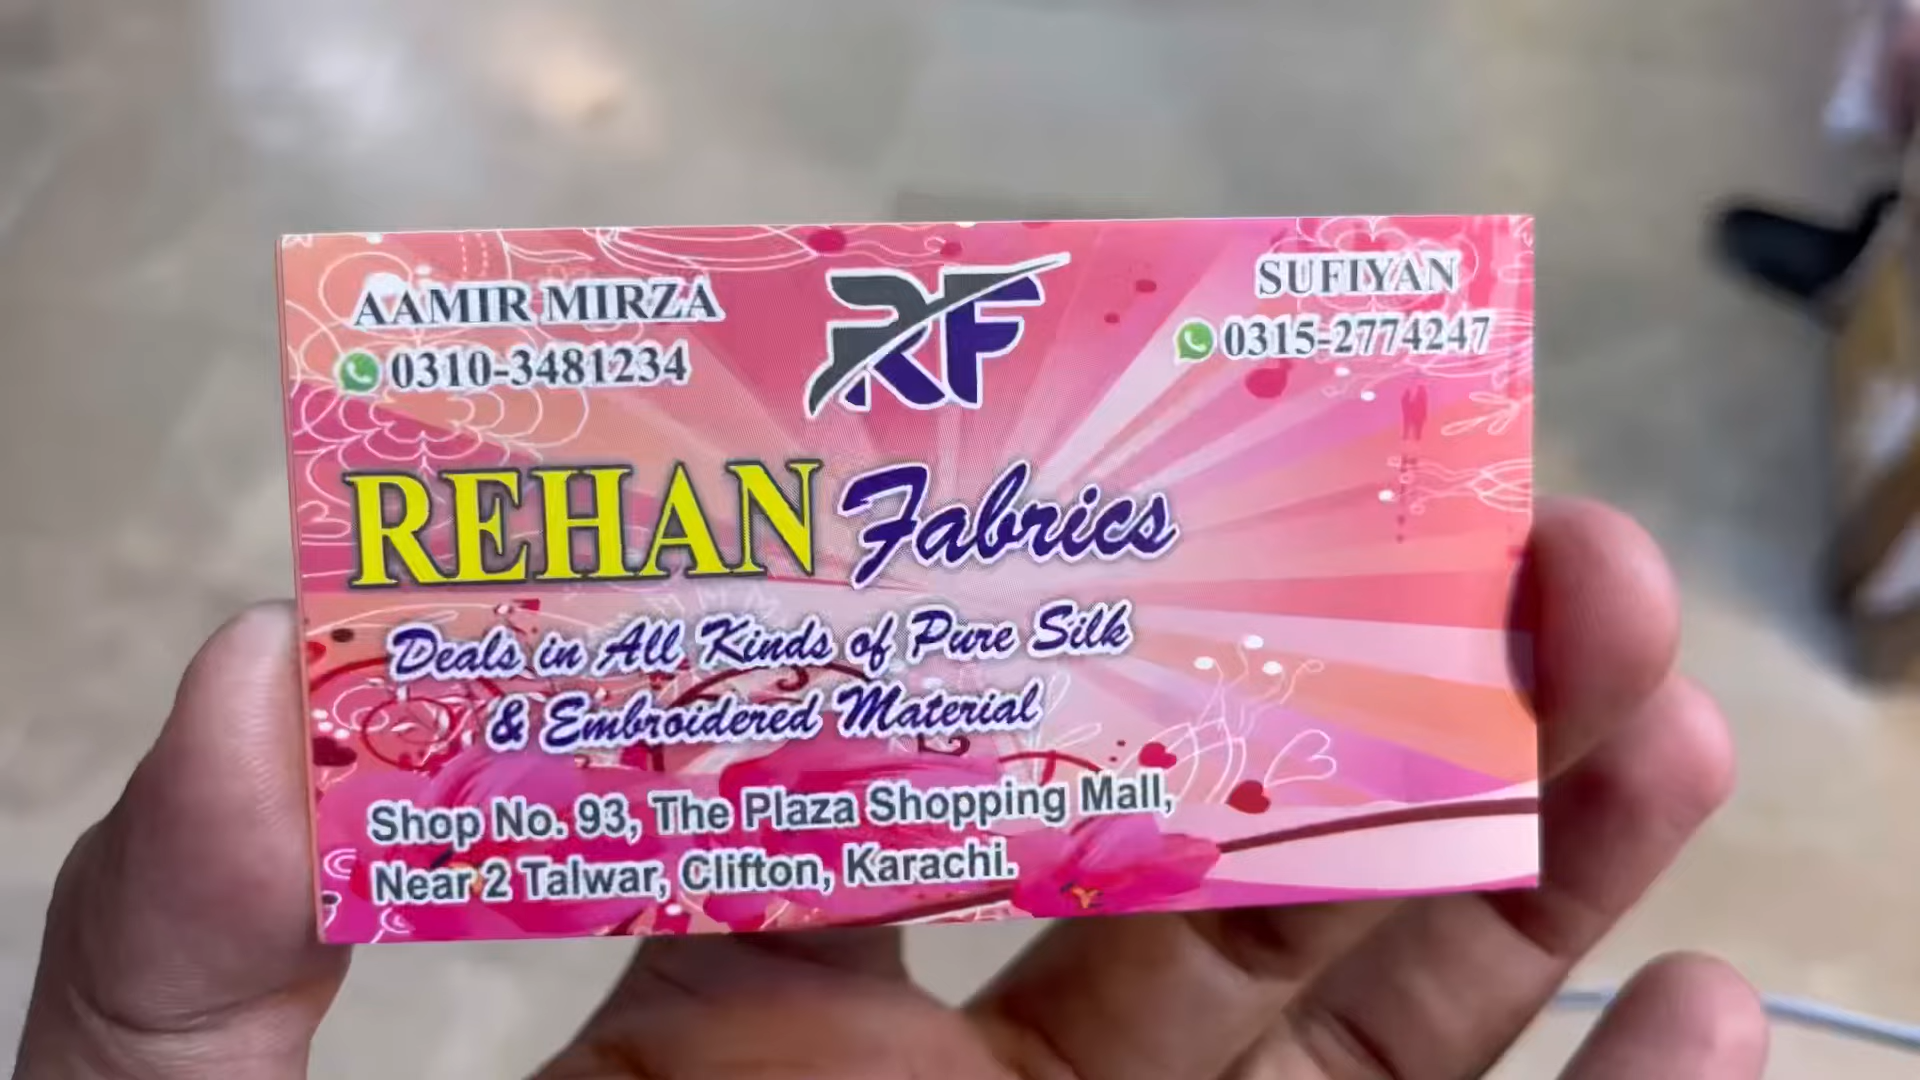 AAMIR MIRZA
0310-3481234
RF
SUFIYAN
0315-2774247
REHAN Fabrics
Deals in All Kinds of Pure Silk
& Embroidered Material
Shop No. 93, The Plaza Shopping Mall,
Near 2 Talwar, Clifton, Karachi.